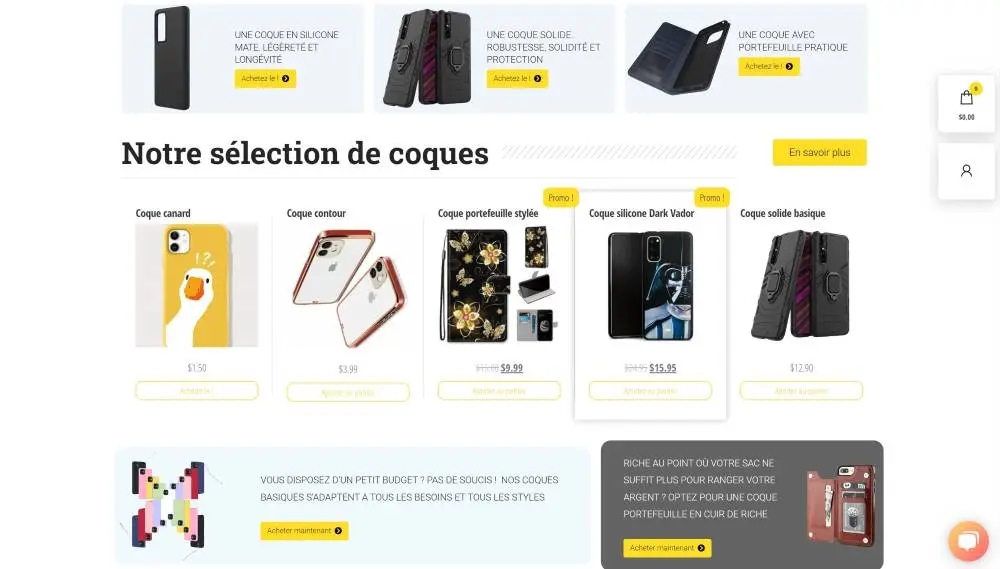 UNE COQUE EN SILICONE
MATE. LÉGÈRETÉ ET
LONGÉVITÉ
Achetez le !
UNE COQUE SOLIDE.
ROBUSTESSE, SOLIDITÉ ET
PROTECTION
Achetez le !
UNE COQUE AVEC
PORTEFEUILLE PRATIQUE
Achetez le !
0
$0.00
Notre sélection de coques
En savoir plus
Coque canard
$1.50
Achetez le !
Coque contour
$3.99
Ajouter au panier
Promo !
Coque portefeuille stylée
$9.99
Ajouter au panier
Promo !
Coque silicone Dark Vador
$24.95 $15.95
Ajouter au panier
Coque solide basique
$12.90
Ajouter au panier
VOUS DISPOSEZ D'UN PETIT BUDGET ? PAS DE SOUCIS ! NOS COQUES
BASIQUES S'ADAPTENT A TOUS LES BESOINS ET TOUS LES STYLES
Acheter maintenant
RICHE AU POINT OÙ VOTRE SAC NE
SUFFIT PLUS POUR RANGER VOTRE
ARGENT ? OPTEZ POUR UNE COQUE
PORTEFEUILLE EN CUIR DE RICHE
Acheter maintenant